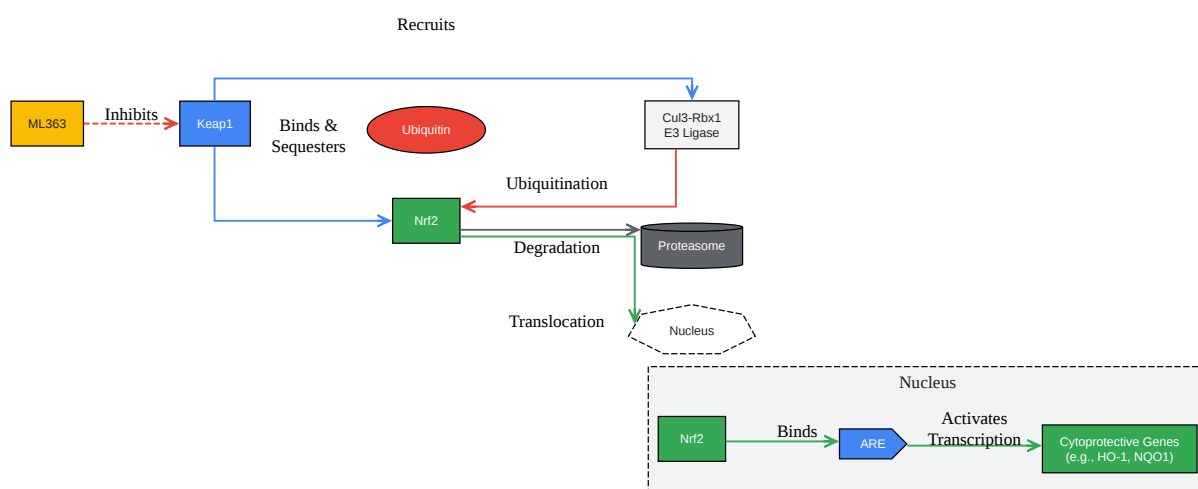 Recruits
ML363
Inhibits
Keap1
Binds &
Sequesters
Ubiquitin
Cul3-Rbx1
E3 Ligase
Ubiquitination
Nrf2
Degradation
Proteasome
Translocation
Nucleus
Nucleus
Nrf2
Binds
ARE
Activates
Transcription
Cytoprotective Genes
(e.g., HO-1, NQO1)